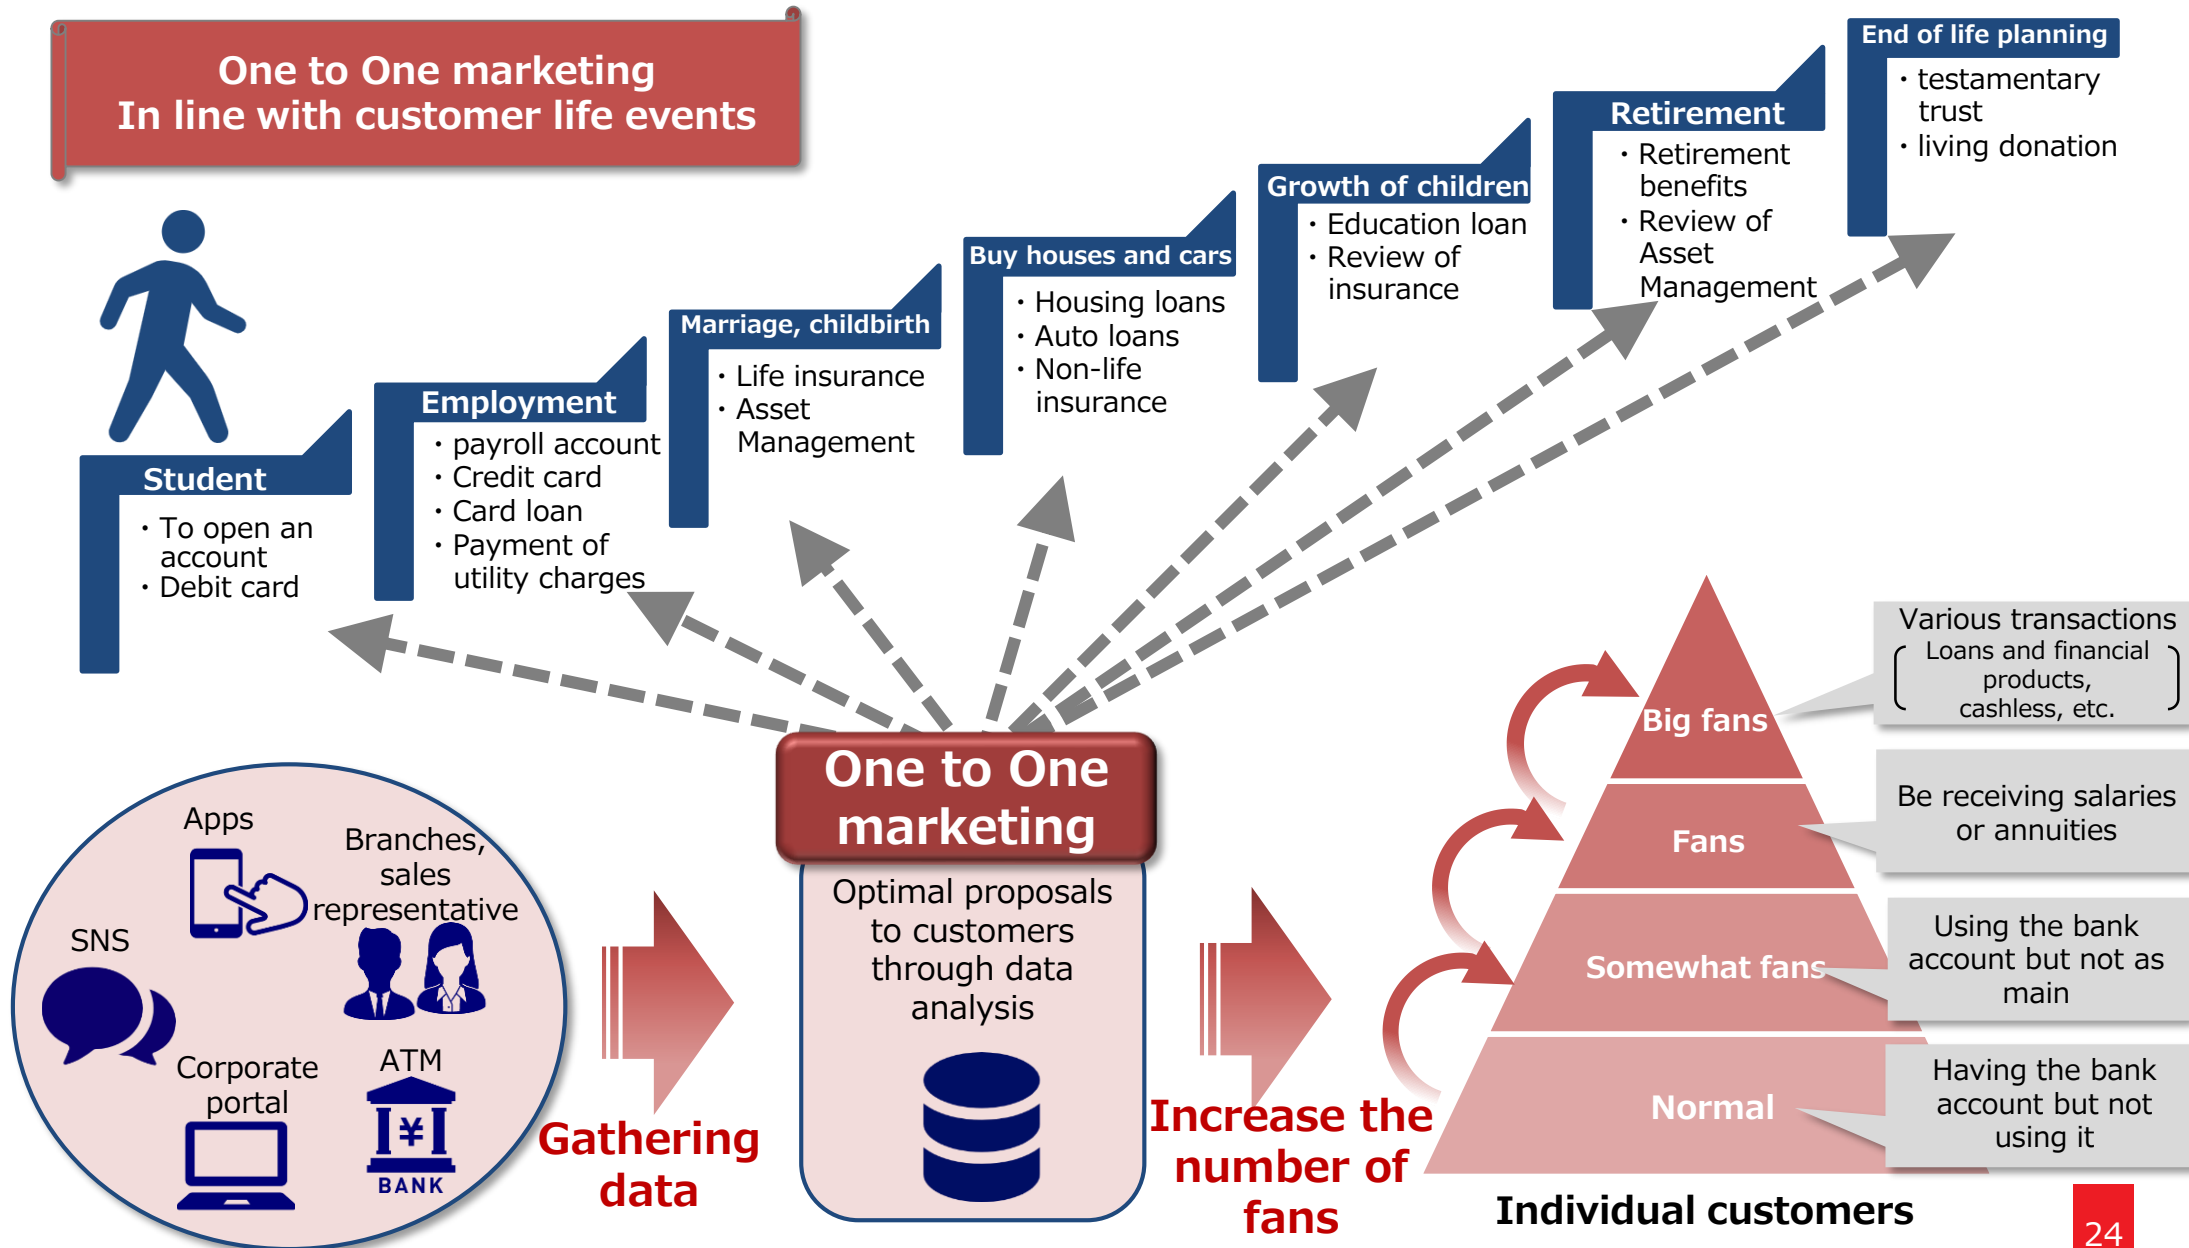 One to One marketing
In line with customer life events
Student
・To open an
account
・Debit card
Employment
・payroll account
・Credit card
・Card loan
・Payment of
utility charges
Marriage, childbirth
・Life insurance
・Asset
Management
Buy houses and cars
・Housing loans
・Auto loans
・Non-life
insurance
Growth of children
・Education loan
・Review of
insurance
Retirement
・Retirement
benefits
・Review of
Asset
Management
End of life planning
・testamentary
trust
・living donation
Apps
Branches,
sales
representative
SNS
Corporate
portal
ATM
¥
BANK
Gathering
data
One to One
marketing
Optimal proposals
to customers
through data
analysis
Increase the
number of
fans
Big fans
Fans
Somewhat fans
Normal
Various transactions
Loans and financial
products,
cashless, etc.
Be receiving salaries
or annuities
Using the bank
account but not as
main
Having the bank
account but not
using it
Individual customers
24